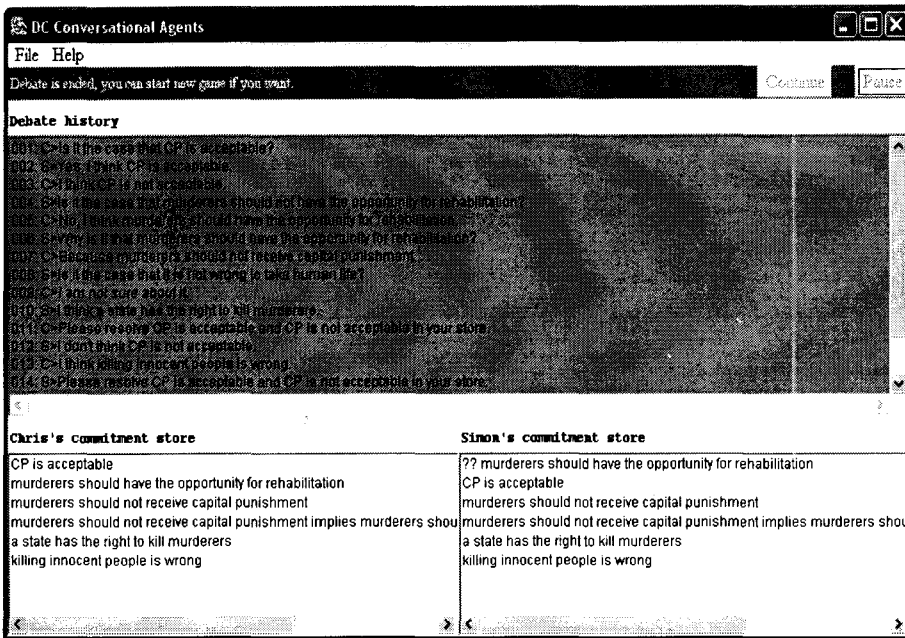 DC Conversational Agents
File Help
Debate is ended, you can start new game if you want.
Continue Pause
Debate history
001: C>Is it the case that CP is acceptable?
002: S>Yes, I think CP is acceptable.
003: C>I think CP is not acceptable.
004: S>Is it the case that murderers should not have the opportunity for rehabilitation?
005: C>No, I think murderers should have the opportunity for rehabilitation.
006: S>Why is it that murderers should have the opportunity for rehabilitation?
007: C>Because murderers should not receive capital punishment
008: S>Is it the case that it is not wrong to take human life?
009: C>I am not sure about it.
010: S>I think a state has the right to kill murderers.
011: C>Please resolve CP is acceptable and CP is not acceptable in your store.
012: S>I don't think CP is not acceptable.
013: C>I think killing innocent people is wrong.
014: S>Please resolve CP is acceptable and CP is not acceptable in your store.
Chris's commitment store
CP is acceptable
murderers should have the opportunity for rehabilitation
murderers should not receive capital punishment
murderers should not receive capital punishment implies murderers shou
a state has the right to kill murderers
killing innocent people is wrong
Simon's commitment store
?? murderers should have the opportunity for rehabilitation
CP is acceptable
murderers should not receive capital punishment
murderers should not receive capital punishment implies murderers shou
a state has the right to kill murderers
killing innocent people is wrong